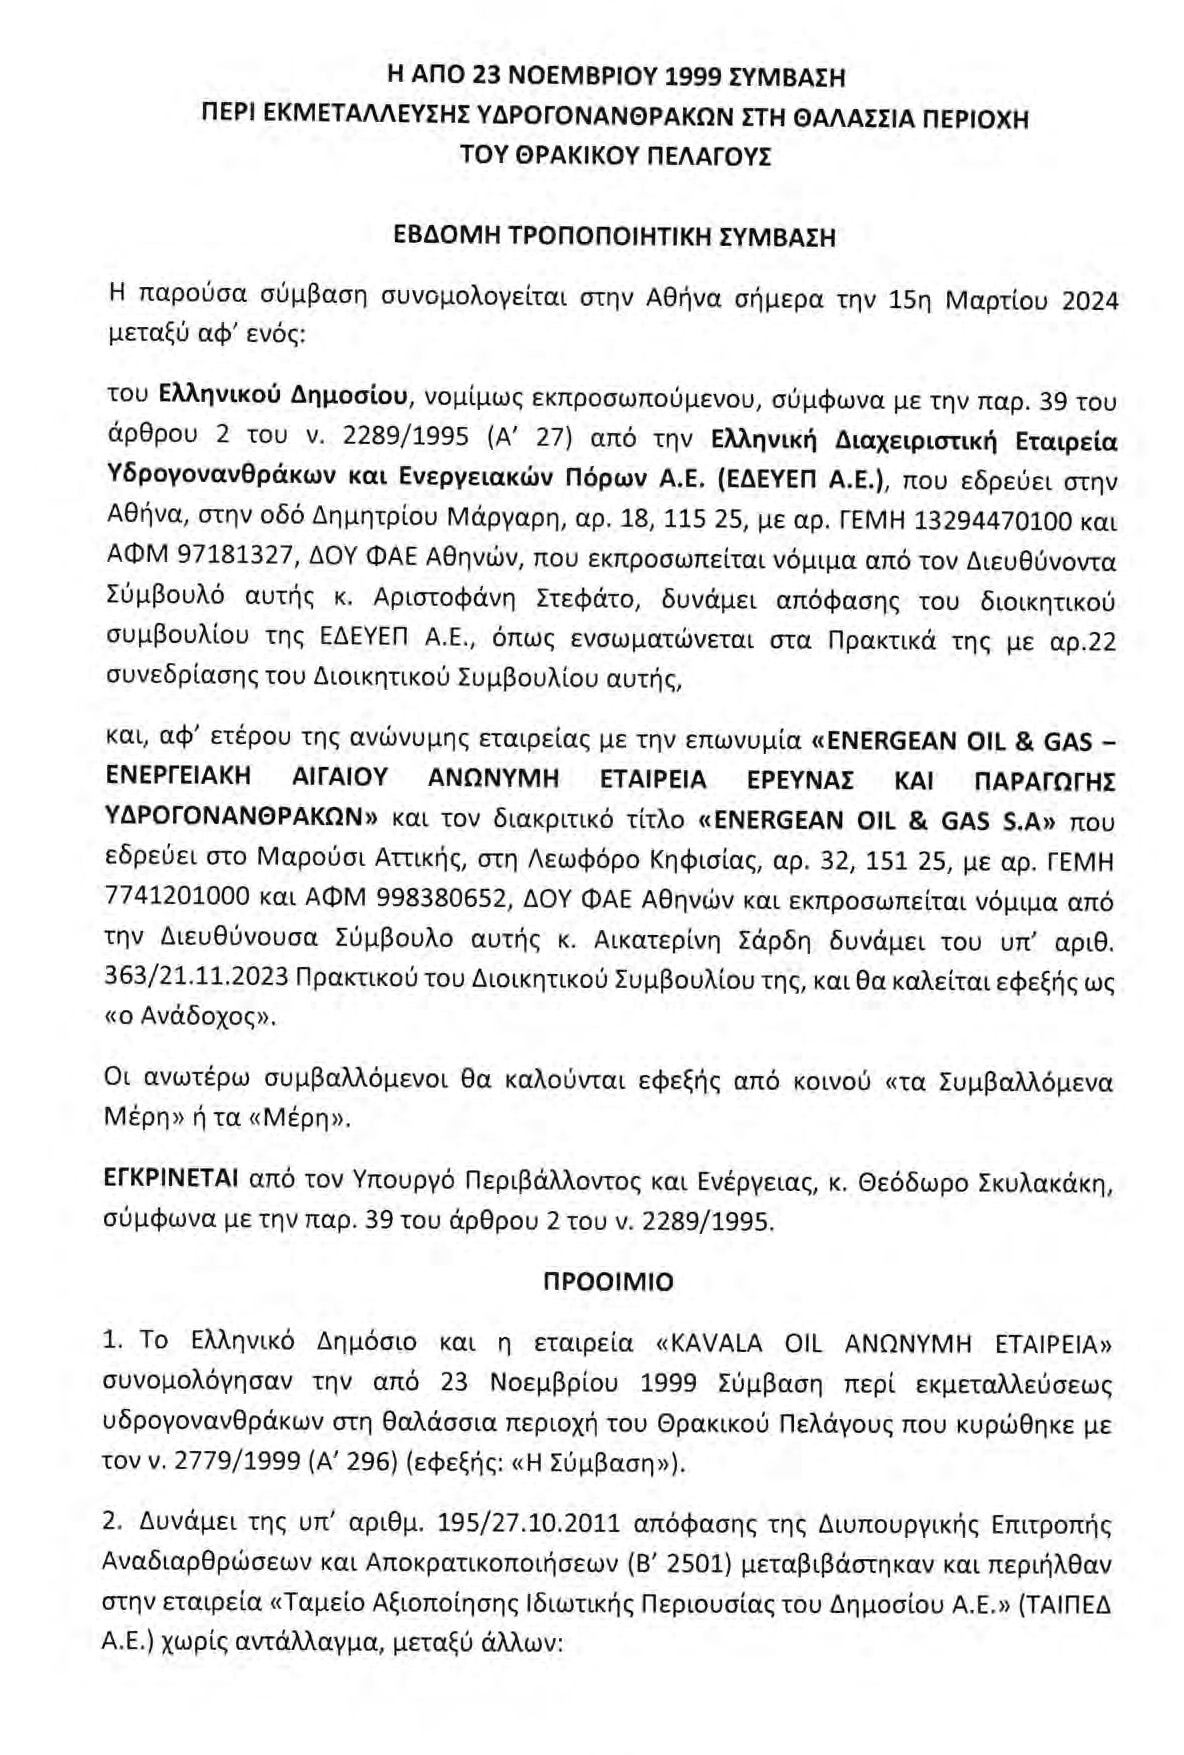 Η ΑΠΟ 23 ΝΟΕΜΒΡΙΟΥ 1999 ΣΥΜΒΑΣΗ
ΠΕΡΙ ΕΚΜΕΤΑΛΛΕΥΣΗΣ ΥΔΡΟΓΟΝΑΝΘΡΑΚΩΝ ΣΤΗ ΘΑΛΑΣΣΙΑ ΠΕΡΙΟΧΗ
ΤΟΥ ΘΡΑΚΙΚΟΥ ΠΕΛΑΓΟΥΣ
ΕΒΔΟΜΗ ΤΡΟΠΟΠΟΙΗΤΙΚΗ ΣΥΜΒΑΣΗ
Η παρούσα σύμβαση συνομολογείται στην Αθήνα σήμερα την 15η Μαρτίου 2024
μεταξύ αφ’ ενός:
του Ελληνικού Δημοσίου, νομίμως εκπροσωπούμενου, σύμφωνα με την παρ. 39 του
άρθρου 2 του ν. 2289/1995 (Α’ 27) από την Ελληνική Διαχειριστική Εταιρεία
Υδρογονανθράκων και Ενεργειακών Πόρων Α.Ε. (ΕΔΕΥΕΠ Α.Ε.), που εδρεύει στην
Αθήνα, στην οδό Δημητρίου Μάργαρη, αρ. 18, 115 25, με αρ. ΓΕΜΗ 13294470100 και
ΑΦΜ 97181327, ΔΟΥ ΦΑΕ Αθηνών, που εκπροσωπείται νόμιμα από τον Διευθύνοντα
Σύμβουλό αυτής κ. Αριστοφάνη Στεφάτο, δυνάμει απόφασης του διοικητικού
συμβουλίου της ΕΔΕΥΕΠ Α.Ε., όπως ενσωματώνεται στα Πρακτικά της με αρ.22
συνεδρίασης του Διοικητικού Συμβουλίου αυτής,
και, αφ’ ετέρου της ανώνυμης εταιρείας με την επωνυμία «ENERGEAN OIL & GAS –
ΕΝΕΡΓΕΙΑΚΗ ΑΙΓΑΙΟΥ ΑΝΩΝΥΜΗ ΕΤΑΙΡΕΙΑ ΕΡΕΥΝΑΣ ΚΑΙ ΠΑΡΑΓΩΓΗΣ
ΥΔΡΟΓΟΝΑΝΘΡΑΚΩΝ» και τον διακριτικό τίτλο «ENERGEAN OIL & GAS S.A» που
εδρεύει στο Μαρούσι Αττικής, στη Λεωφόρο Κηφισίας, αρ. 32, 151 25, με αρ. ΓΕΜΗ
7741201000 και ΑΦΜ 998380652, ΔΟΥ ΦΑΕ Αθηνών και εκπροσωπείται νόμιμα από
την Διευθύνουσα Σύμβουλο αυτής κ. Αικατερίνη Σάρδη δυνάμει του υπ’ αριθ.
363/21.11.2023 Πρακτικού του Διοικητικού Συμβουλίου της, και θα καλείται εφεξής ως
«ο Ανάδοχος».
Οι ανωτέρω συμβαλλόμενοι θα καλούνται εφεξής από κοινού «τα Συμβαλλόμενα
Μέρη» ή τα «Μέρη».
ΕΓΚΡΙΝΕΤΑΙ από τον Υπουργό Περιβάλλοντος και Ενέργειας, κ. Θεόδωρο Σκυλακάκη,
σύμφωνα με την παρ. 39 του άρθρου 2 του ν. 2289/1995.
ΠΡΟΟΙΜΙΟ
1. Το Ελληνικό Δημόσιο και η εταιρεία «KAVALA OIL ΑΝΩΝΥΜΗ ΕΤΑΙΡΕΙΑ»
συνομολόγησαν την από 23 Νοεμβρίου 1999 Σύμβαση περί εκμεταλλεύσεως
υδρογονανθράκων στη θαλάσσια περιοχή του Θρακικού Πελάγους που κυρώθηκε με
τον ν. 2779/1999 (Α’ 296) (εφεξής: «Η Σύμβαση»).
2. Δυνάμει της υπ’ αριθμ. 195/27.10.2011 απόφασης της Διυπουργικής Επιτροπής
Αναδιαρθρώσεων και Αποκρατικοποιήσεων (Β’ 2501) μεταβιβάστηκαν και περιήλθαν
στην εταιρεία «Ταμείο Αξιοποίησης Ιδιωτικής Περιουσίας του Δημοσίου Α.Ε.» (ΤΑΙΠΕΔ
Α.Ε.) χωρίς αντάλλαγμα, μεταξύ άλλων: